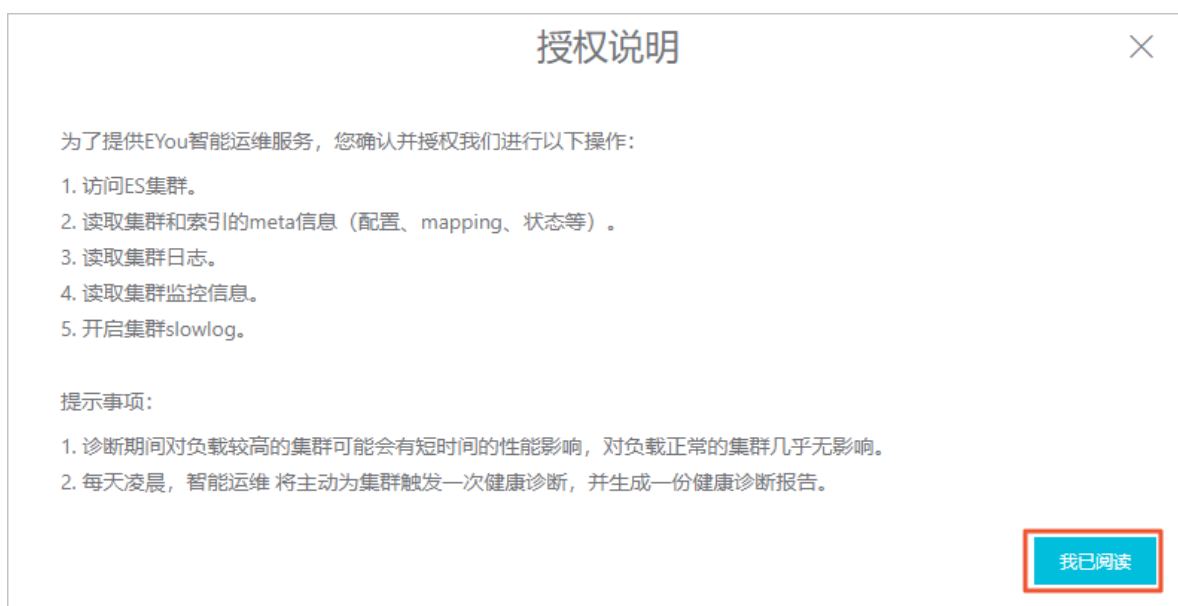 授权说明
为了提供EYou智能运维服务，您确认并授权我们进行以下操作：
1. 访问ES集群。
2. 读取集群和索引的meta信息（配置、mapping、状态等）。
3. 读取集群日志。
4. 读取集群监控信息。
5. 开启集群slowlog。
提示事项：
1. 诊断期间对负载较高的集群可能会有短时间的性能影响，对负载正常的集群几乎无影响。
2. 每天凌晨，智能运维 将主动为集群触发一次健康诊断，并生成一份健康诊断报告。
我已阅读